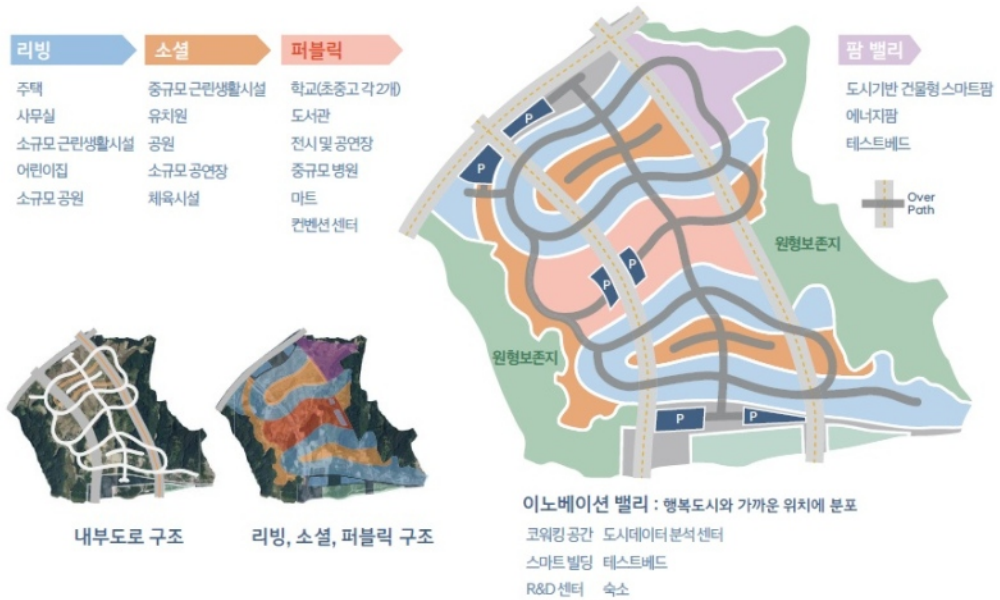 리빙
주택
사무실
소규모 근린생활시설
어린이집
소규모 공원
소셜
중규모 근린생활시설
유치원
공원
소규모 공연장
체육시설
퍼블릭
학교(초중고 각 2개)
도서관
전시 및 공연장
중규모 병원
마트
컨벤션 센터
팜 밸리
도시기반 건물형 스마트팜
에너지팜
테스트베드
Over
Path
P
P
원형보존지
P
P
원형보존지
P
P
내부도로 구조
리빙, 소셜, 퍼블릭 구조
이노베이션 밸리 : 행복도시와 가까운 위치에 분포
코워킹 공간 도시데이터 분석 센터
스마트 빌딩 테스트베드
R&D 센터 숙소